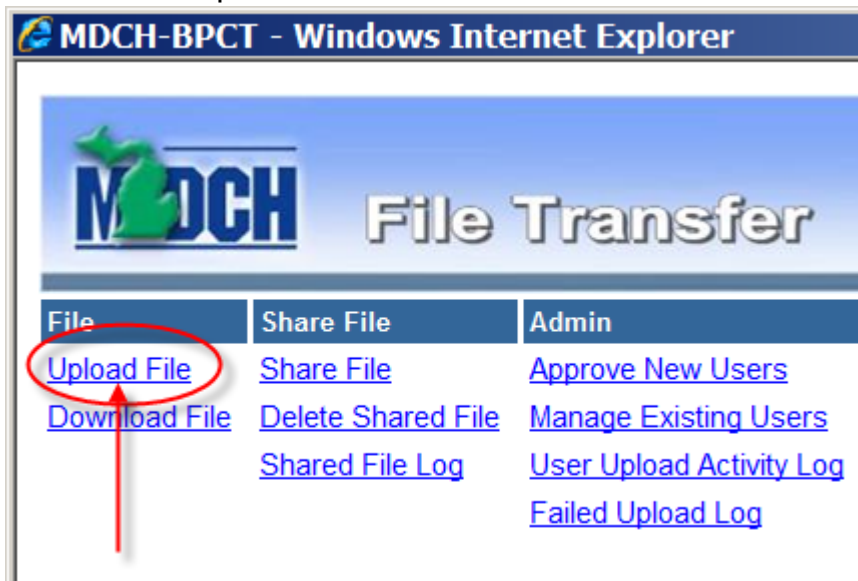 MDCH-BPCT - Windows Internet Explorer
MDCH File Transfer
File Share File Admin
Upload File Share File Approve New Users
Download File Delete Shared File Manage Existing Users
Shared File Log User Upload Activity Log
Failed Upload Log